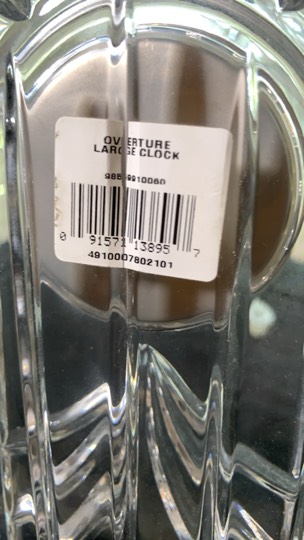 OVERTURE
LARGE CLOCK
0 91571 13895 7
4910007802101